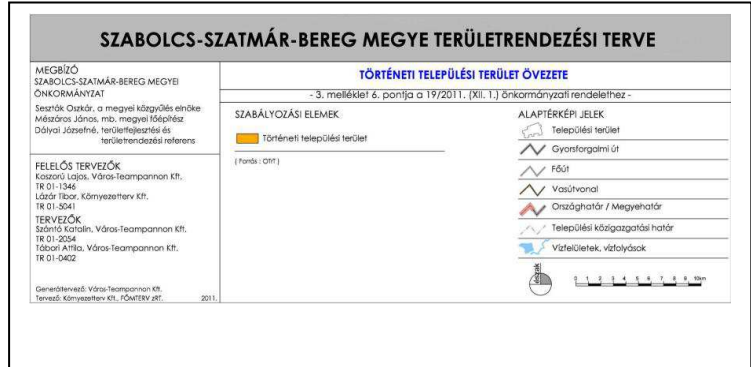 SZABOLCS-SZATMÁR-BEREG MEGYE TERÜLETRENDEZÉSI TERVE
MEGBÍZÓ
SZABOLCS-SZATMÁR-BEREG MEGYEI
ÖNKORMÁNYZAT
Seszták Oszkár, a megyei közgyűlés elnöke
Mészáros János, mb. megyei főépítész
Dályai Józsefné, területfejlesztési és
területrendezési referens
FELELŐS TERVEZŐK
Koszorú Lajos, Város-Teampannon Kft.
TR 01-1346
Lázár Tibor, Környezetterv Kft.
TR 01-5041
TERVEZŐK
Szántó Katalin, Város-Teampannon Kft.
TR 01-2054
Tábori Attila, Város-Teampannon Kft.
TR 01-0402
Generáltervező: Város-Teampannon Kft.
Tervező: Környezetterv Kft., FŐMTERV zRT. 2011.
TÖRTÉNETI TELEPÜLÉSI TERÜLET ÖVEZETE
- 3. melléklet 6. pontja a 19/2011. (XII. 1.) önkormányzati rendelethez -
SZABÁLYOZÁSI ELEMEK
Történeti települési terület
( Forrás : OTrT )
ALAPTÉRKÉPI JELEK
Települési terület
Gyorsforgalmi út
Főút
Vasútvonal
Országhatár / Megyehatár
Települési közigazgatási határ
Vízfelületek, vízfolyások
észak
0 1 2 3 4 5 6 7 8 9 10km